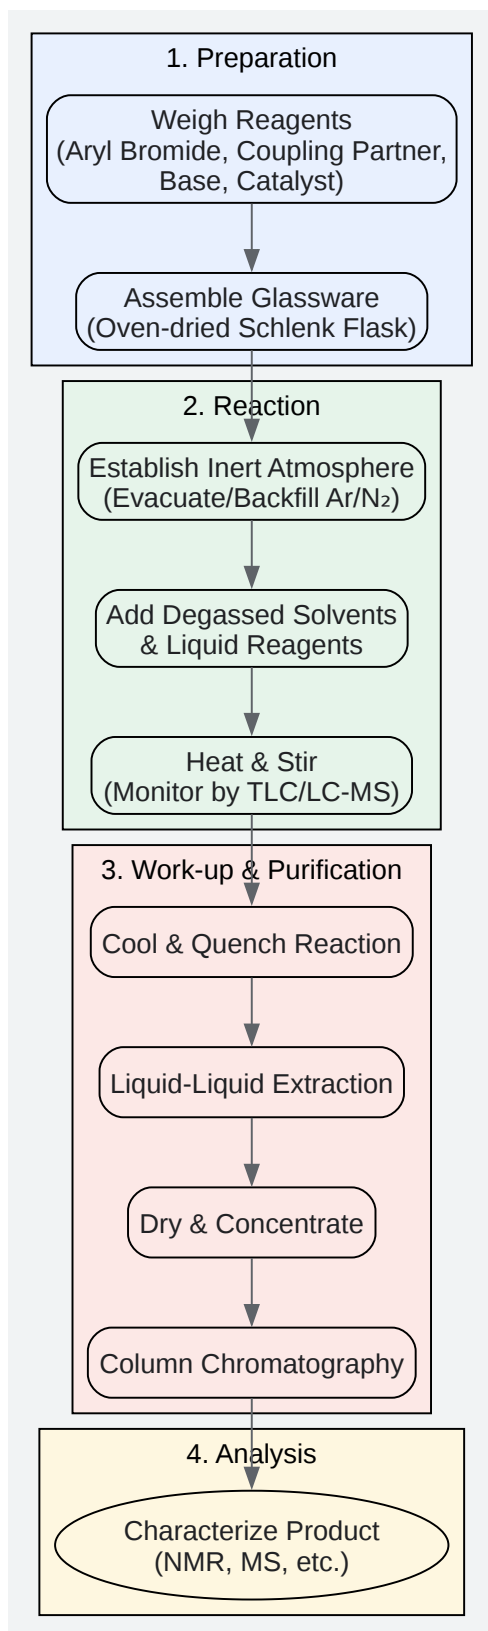 1. Preparation
Weigh Reagents
(Aryl Bromide, Coupling Partner,
Base, Catalyst)
Assemble Glassware
(Oven-dried Schlenk Flask)
2. Reaction
Establish Inert Atmosphere
(Evacuate/Backfill Ar/N₂)
Add Degassed Solvents
& Liquid Reagents
Heat & Stir
(Monitor by TLC/LC-MS)
3. Work-up & Purification
Cool & Quench Reaction
Liquid-Liquid Extraction
Dry & Concentrate
Column Chromatography
4. Analysis
Characterize Product
(NMR, MS, etc.)